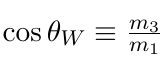 cos θ_W ≡ m_3/m_1